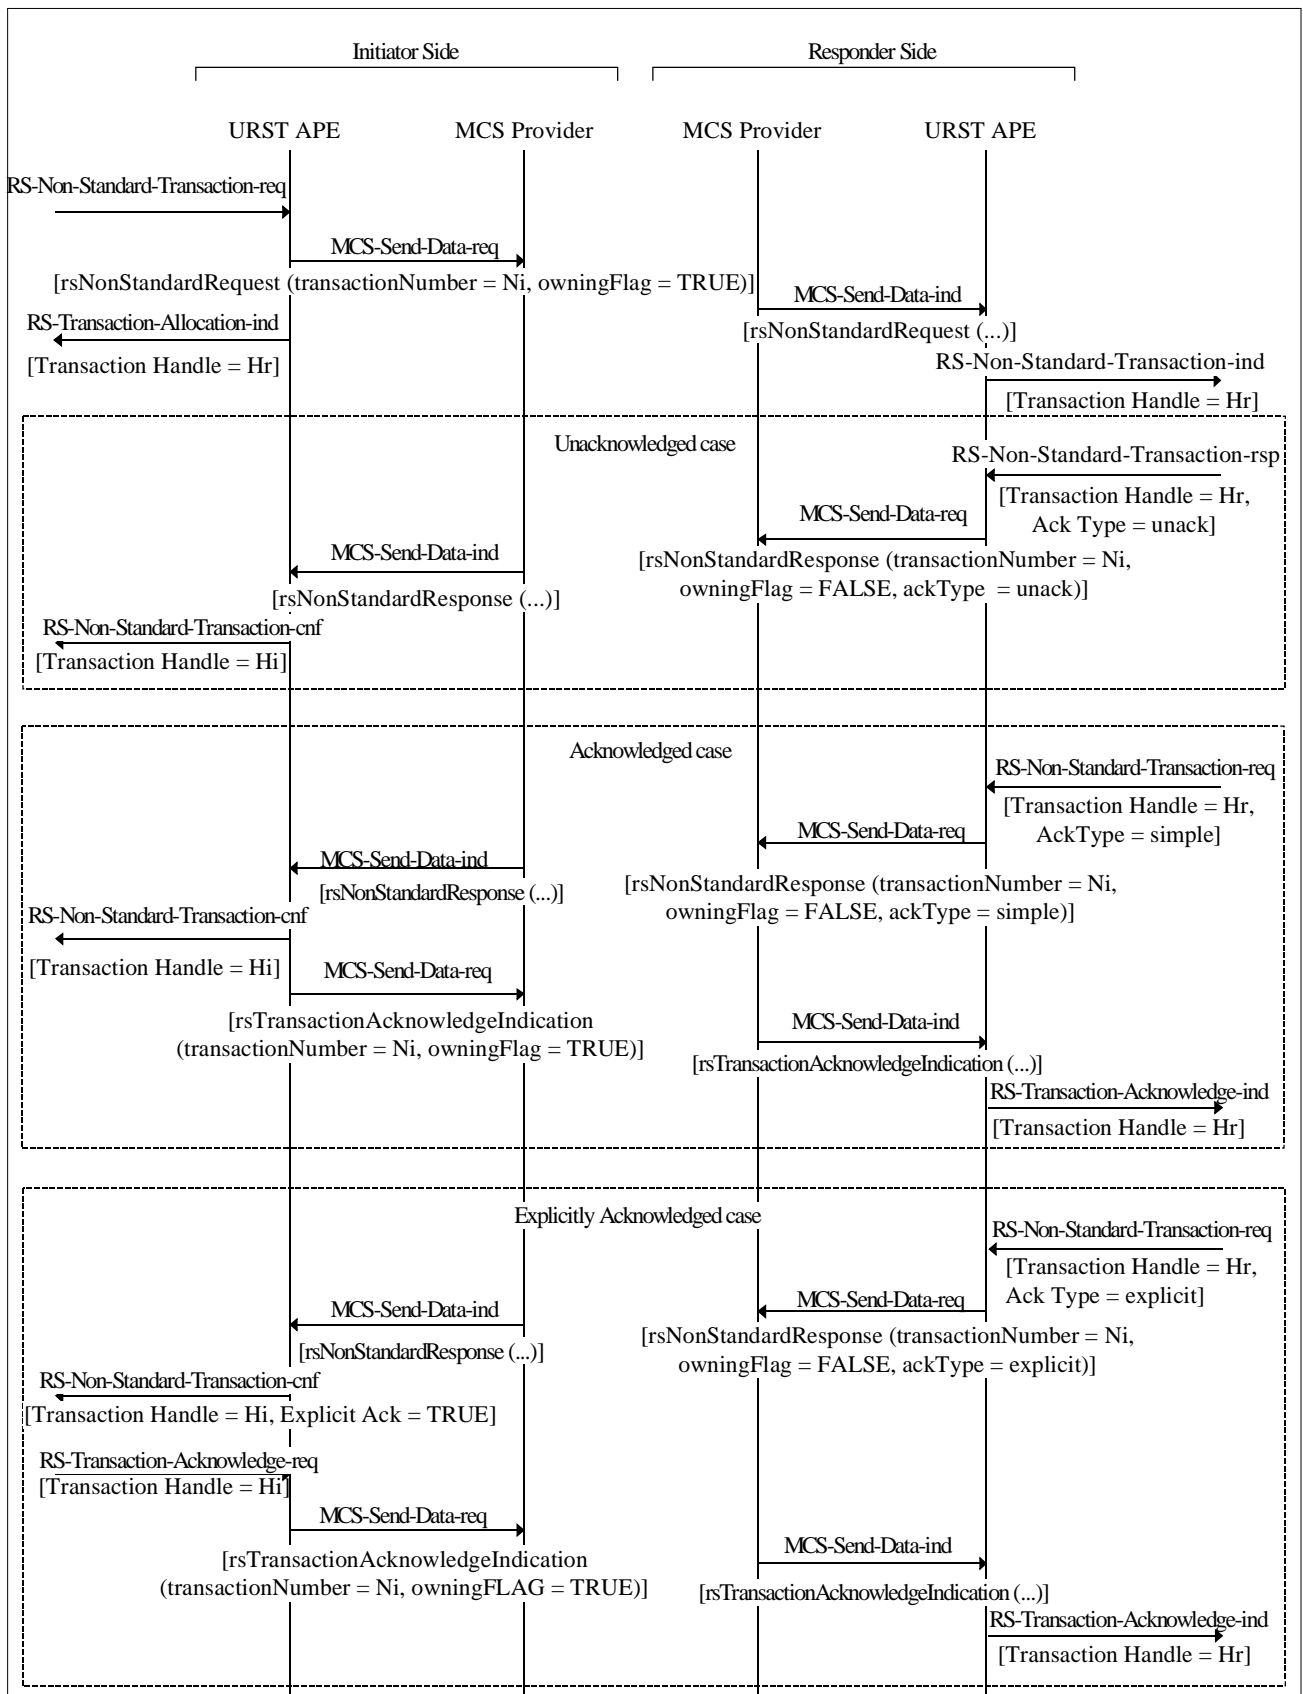 Initiator Side
Responder Side
URST APE
MCS Provider
MCS Provider
URST APE
RS-Non-Standard-Transaction-req
MCS-Send-Data-req
[rsNonStandardRequest (transactionNumber = Ni, owningFlag = TRUE)]
MCS-Send-Data-ind
RS-Transaction-Allocation-ind
[rsNonStandardRequest (...)]
[Transaction Handle = Hr]
RS-Non-Standard-Transaction-ind
[Transaction Handle = Hr]
Unacknowledged case
RS-Non-Standard-Transaction-rsp
[Transaction Handle = Hr,
Ack Type = unack]
MCS-Send-Data-req
MCS-Send-Data-ind
[rsNonStandardResponse (transactionNumber = Ni,
owningFlag = FALSE, ackType = unack)]
[rsNonStandardResponse (...)]
RS-Non-Standard-Transaction-cnf
[Transaction Handle = Hi]
Acknowledged case
RS-Non-Standard-Transaction-req
[Transaction Handle = Hr,
AckType = simple]
MCS-Send-Data-req
MCS-Send-Data-ind
[rsNonStandardResponse (...)]
[rsNonStandardResponse (transactionNumber = Ni,
owningFlag = FALSE, ackType = simple)]
RS-Non-Standard-Transaction-cnf
[Transaction Handle = Hi]
MCS-Send-Data-req
[rsTransactionAcknowledgeIndication
(transactionNumber = Ni, owningFlag = TRUE)]
MCS-Send-Data-ind
[rsTransactionAcknowledgeIndication (...)]
RS-Transaction-Acknowledge-ind
[Transaction Handle = Hr]
Explicitly Acknowledged case
RS-Non-Standard-Transaction-req
[Transaction Handle = Hr,
Ack Type = explicit]
MCS-Send-Data-req
MCS-Send-Data-ind
[rsNonStandardResponse (transactionNumber = Ni,
owningFlag = FALSE, ackType = explicit)]
[rsNonStandardResponse (...)]
RS-Non-Standard-Transaction-cnf
[Transaction Handle = Hi, Explicit Ack = TRUE]
RS-Transaction-Acknowledge-req
[Transaction Handle = Hi]
MCS-Send-Data-req
[rsTransactionAcknowledgeIndication
(transactionNumber = Ni, owningFLAG = TRUE)]
MCS-Send-Data-ind
[rsTransactionAcknowledgeIndication (...)]
RS-Transaction-Acknowledge-ind
[Transaction Handle = Hr]